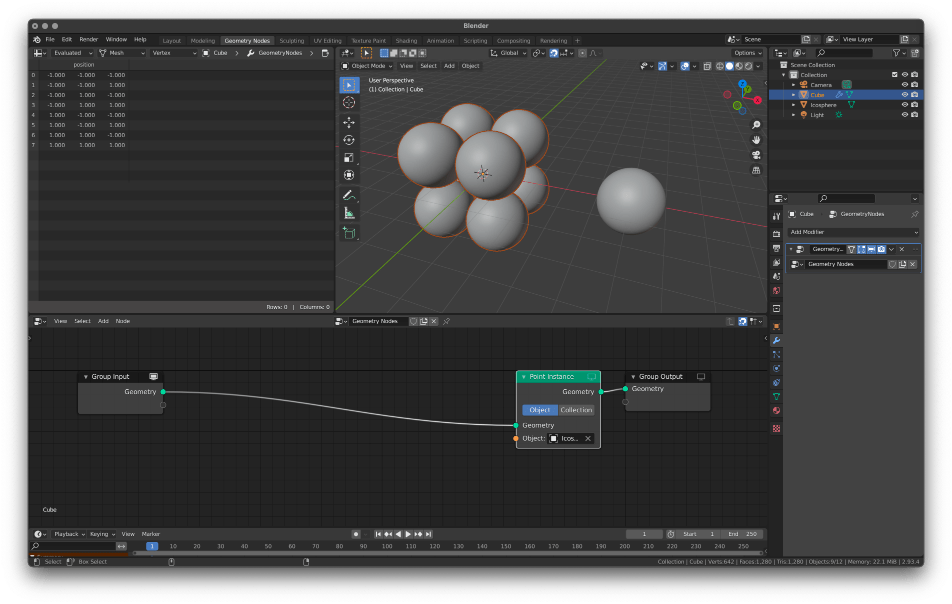 Blender
File Edit Render Window Help Layout Modeling Geometry Nodes Sculpting UV Editing Texture Paint Shading Animation Scripting Compositing Rendering + Scene View Layer
Evaluated Mesh Vertex Cube GeometryNodes Global Options
position
0 -1.000 -1.000 -1.000
1 -1.000 -1.000 1.000
2 -1.000 1.000 -1.000
3 -1.000 1.000 1.000
4 1.000 -1.000 -1.000
5 1.000 -1.000 1.000
6 1.000 1.000 -1.000
7 1.000 1.000 1.000
Rows: 0 | Columns: 0
Object Mode View Select Add Object
User Perspective
(1) Collection | Cube
Z
Y
X
Scene Collection
Collection
Camera
Cube
Icosphere
Light
Cube GeometryNodes
Add Modifier
Geometry..
Geometry Nodes
View Select Add Node Geometry Nodes
Group Input
Geometry
Point Instance
Geometry
Object Collection
Geometry
Object: Icos...
Group Output
Geometry
Cube
Playback Keying View Marker 1 Start 1 End 250
1 10 20 30 40 50 60 70 80 90 100 110 120 130 140 150 160 170 180 190 200 210 220 230 240 250
Select Box Select Collection | Cube | Verts:642 | Faces:1,280 | Tris:1,280 | Objects:9/12 | Memory: 22.1 MiB | 2.93.4